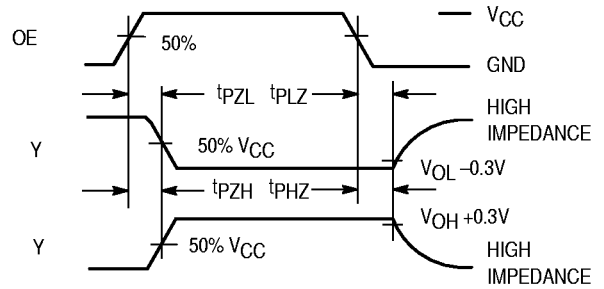 OE
50%
VCC
GND
tPZL
tPLZ
HIGH
IMPEDANCE
Y
50% VCC
VOL –0.3V
tPZH
tPHZ
VOH +0.3V
Y
50% VCC
HIGH
IMPEDANCE